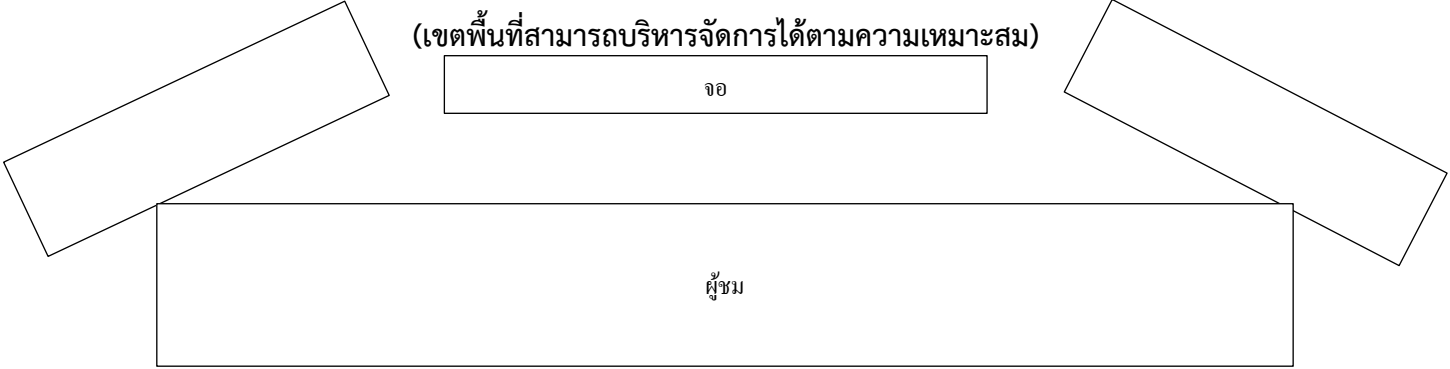 (เขตพื้นที่สามารถบริหารจัดการได้ตามความเหมาะสม)
จอ
ผู้ชม